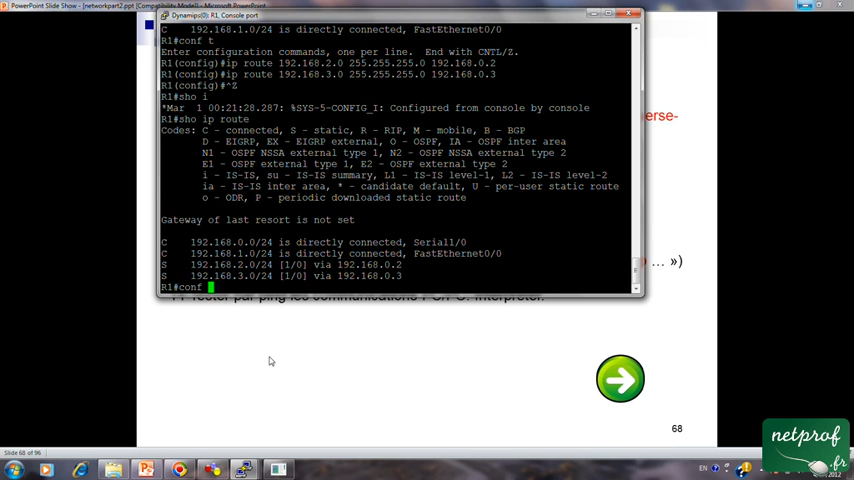 PowerPoint Slide Show - [networkpart2.ppt [Compatibility Mode]
Dynamips(0): R1, Console port
C    192.168.1.0/24 is directly connected, FastEthernet0/0
R1#conf t
Enter configuration commands, one per line.  End with CNTL/Z.
R1(config)#ip route 192.168.2.0 255.255.255.0 192.168.0.2
R1(config)#ip route 192.168.3.0 255.255.255.0 192.168.0.3
R1(config)#^Z
R1#sho i
*Mar  1 00:21:28.287: %SYS-5-CONFIG_I: Configured from console by console
R1#sho ip route
Codes: C - connected, S - static, R - RIP, M - mobile, B - BGP
D - EIGRP, EX - EIGRP external, O - OSPF, IA - OSPF inter area
N1 - OSPF NSSA external type 1, N2 - OSPF NSSA external type 2
E1 - OSPF external type 1, E2 - OSPF external type 2
i - IS-IS, su - IS-IS summary, L1 - IS-IS level-1, L2 - IS-IS level-2
ia - IS-IS inter area, * - candidate default, U - per-user static route
o - ODR, P - periodic downloaded static route
Gateway of last resort is not set
C    192.168.0.0/24 is directly connected, Serial1/0
C    192.168.1.0/24 is directly connected, FastEthernet0/0
S    192.168.2.0/24 [1/0] via 192.168.0.2
S    192.168.3.0/24 [1/0] via 192.168.0.3
R1#conf
erse-
... »)
par ping les communications PC/PC. Interpréter.
68
netprof
.fr
Slide 68 of 96
EN
2012